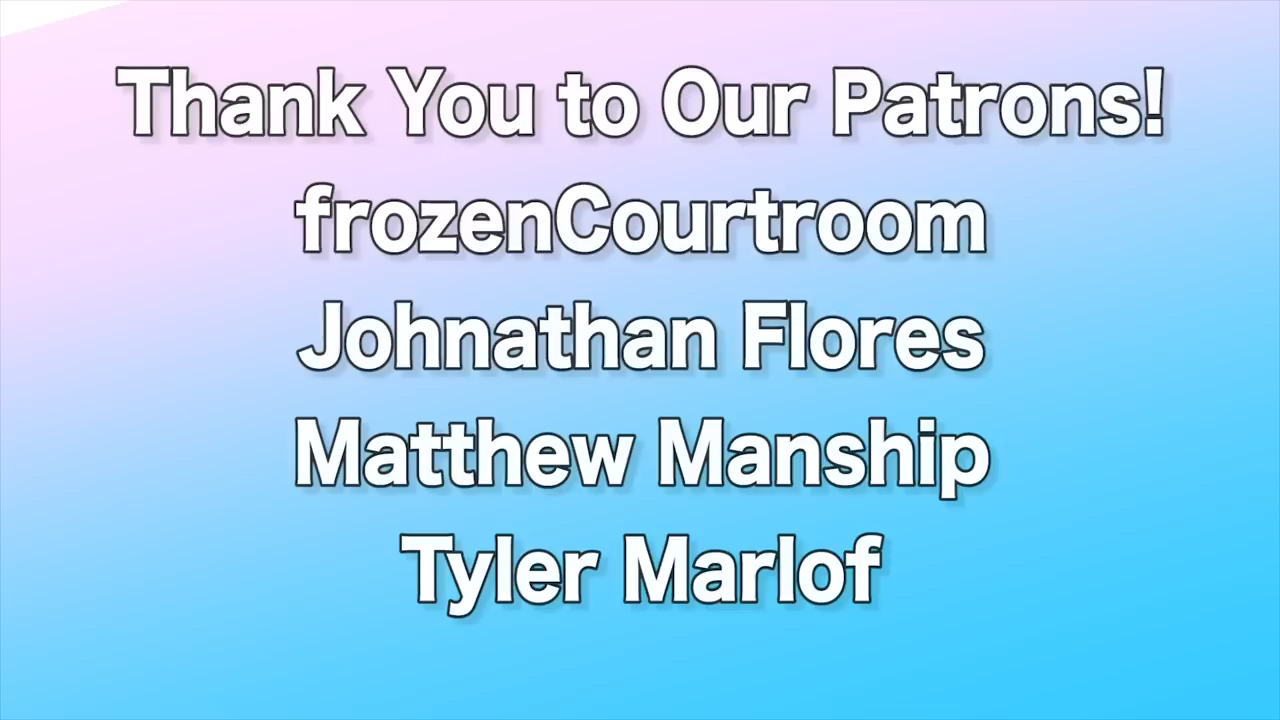 Thank You to Our Patrons!
frozenCourtroom
Johnathan Flores
Matthew Manship
Tyler Marlof